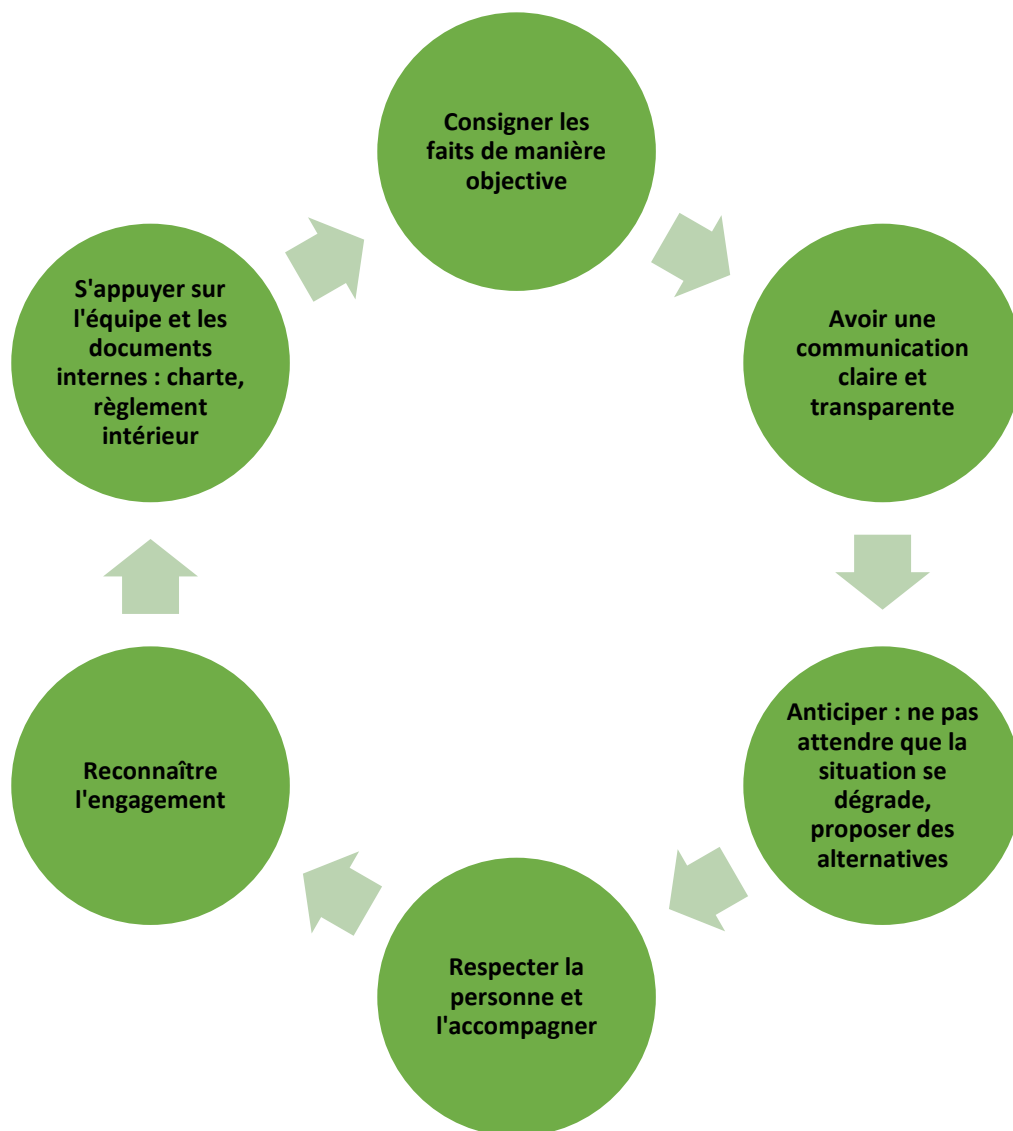 Consigner les
faits de manière
objective
Avoir une
communication
claire et
transparente
Anticiper : ne pas
attendre que la
situation se
dégrade,
proposer des
alternatives
Respecter la
personne et
l'accompagner
Reconnaître
l'engagement
S'appuyer sur
l'équipe et les
documents
internes : charte,
règlement
intérieur